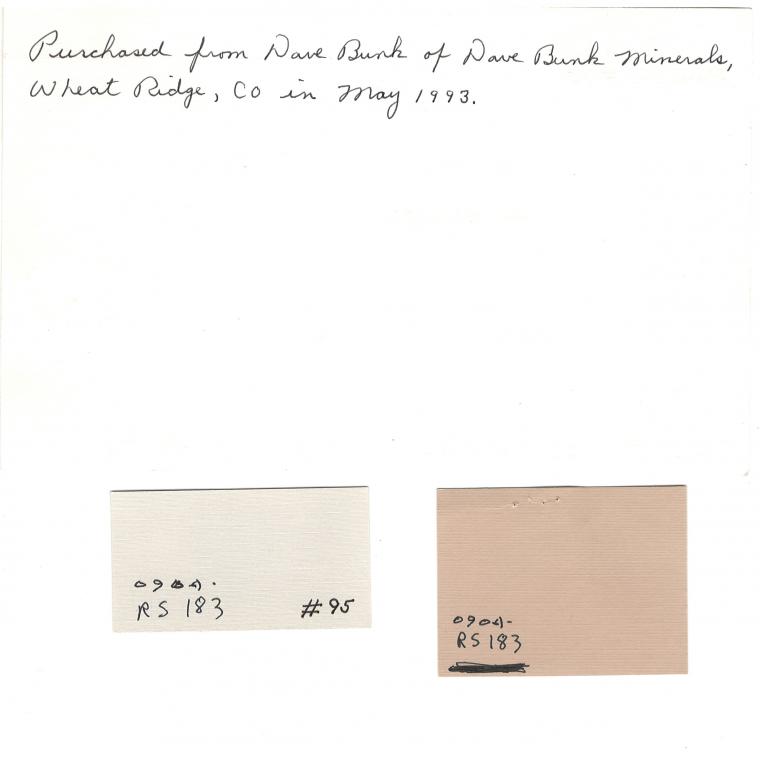 Purchased from Dave Bunk of Dave Bunk Minerals,
Wheat Ridge, CO in May 1993.
RS 183 #95
0904-
RS 183